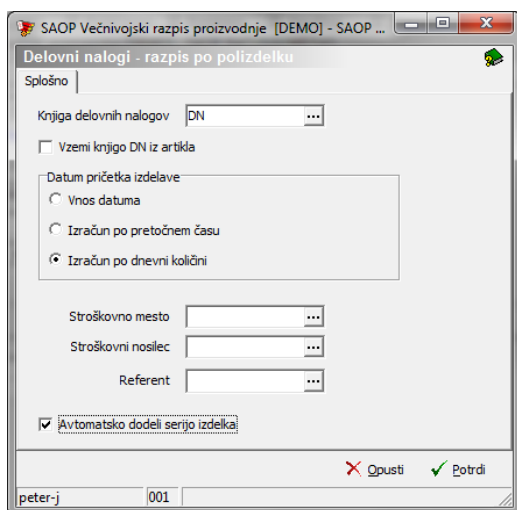 SAOP Večnivojski razpis proizvodnje [DEMO] - SAOP ...
Delovni nalogi - razpis po polizdelku
Splošno
Knjiga delovnih nalogov DN ...
Vzemi knjigo DN iz artikla
Datum pričetka izdelave
Vnos datuma
Izračun po pretočnem času
Izračun po dnevni količini
Stroškovno mesto ...
Stroškovni nosilec ...
Referent ...
Avtomatsko dodeli serijo izdelka
Opusti Potrdi
peter-j 001